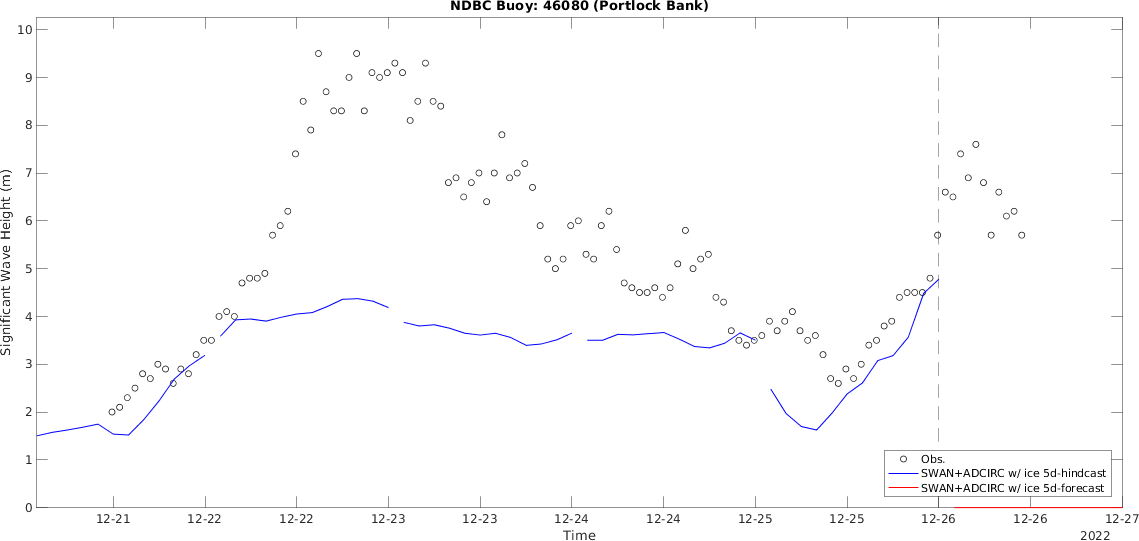 NDBC Buoy: 46080 (Portlock Bank)
10
9
8
7
6
5
4
3
2
1
0
Significant Wave Height (m)
Obs.
SWAN+ADCIRC w/ ice 5d-hindcast
SWAN+ADCIRC w/ ice 5d-forecast
12-21 12-22 12-22 12-23 12-23 12-24 12-24 12-25 12-25 12-26 12-26 12-27
Time
2022